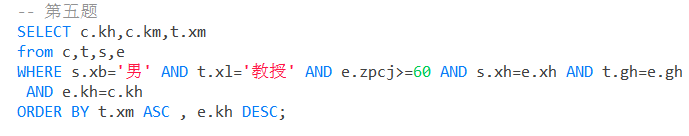 -- 第五题
SELECT c.kh,c.km,t.xm
from c,t,s,e
WHERE s.xb='男' AND t.xl='教授' AND e.zpcj>=60 AND s.xh=e.xh AND t.gh=e.gh
AND e.kh=c.kh
ORDER BY t.xm ASC , e.kh DESC;